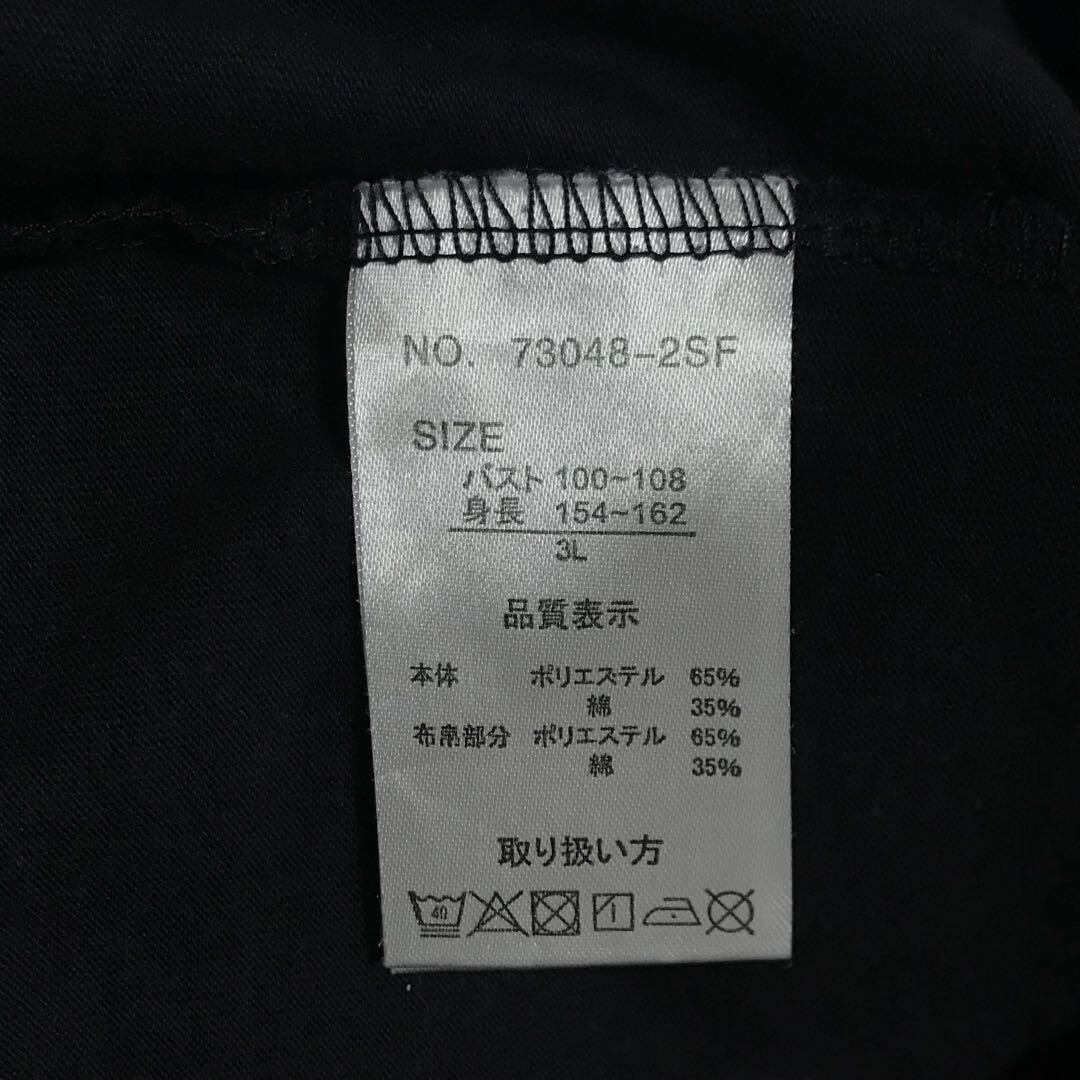 NO. 73048-2SF
SIZE
バスト 100~108
身長 154~162
3L
品質表示
本体 ポリエステル 65%
綿 35%
布帛部分 ポリエステル 65%
綿 35%
取り扱い方
40